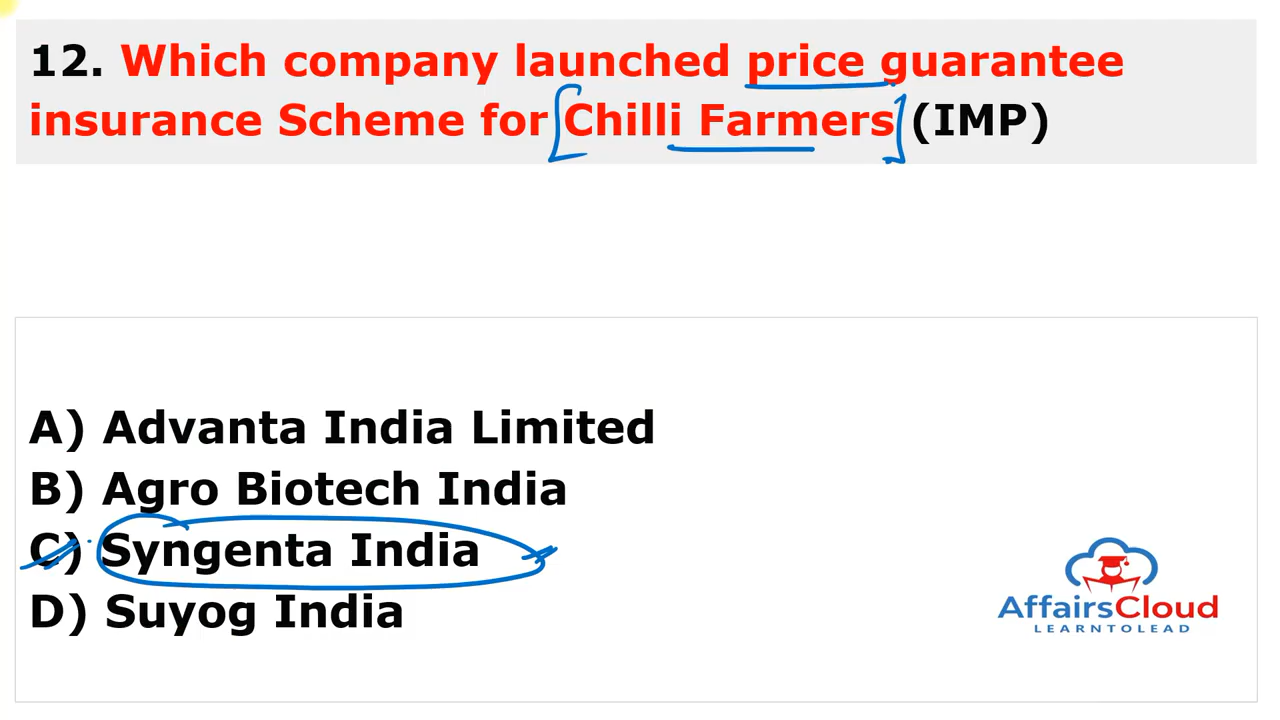 12. Which company launched price guarantee
insurance Scheme for Chilli Farmers (IMP)
A) Advanta India Limited
B) Agro Biotech India
C) Syngenta India
D) Suyog India
AffairsCloud
LEARNTOLEAD